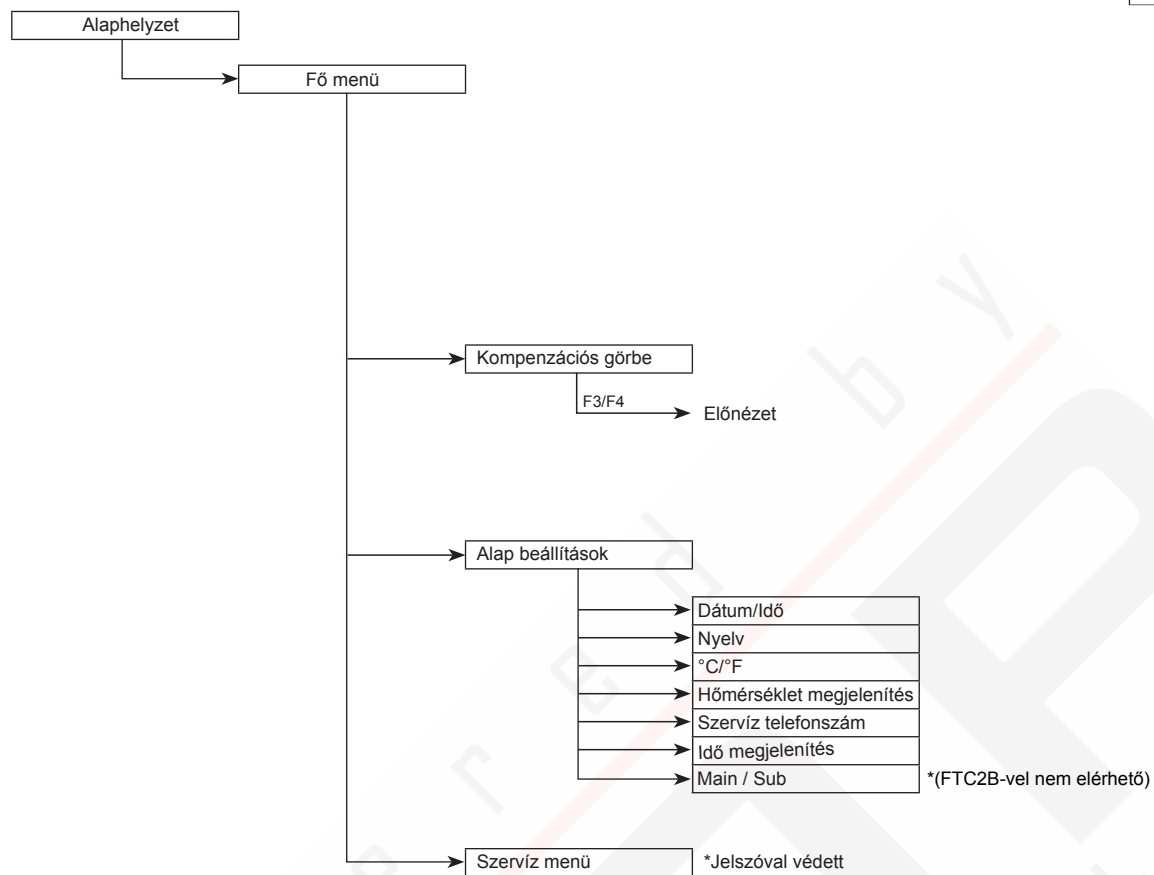 Alaphelyzet
Fő menü
Kompenzációs görbe
F3/F4
Előnézet
Alap beállítások
Dátum/Idő
Nyelv
°C/°F
Hőmérséklet megjelenítés
Szervíz telefonszám
Idő megjelenítés
Main / Sub *(FTC2B-vel nem elérhető)
Szervíz menü *Jelszóval védett